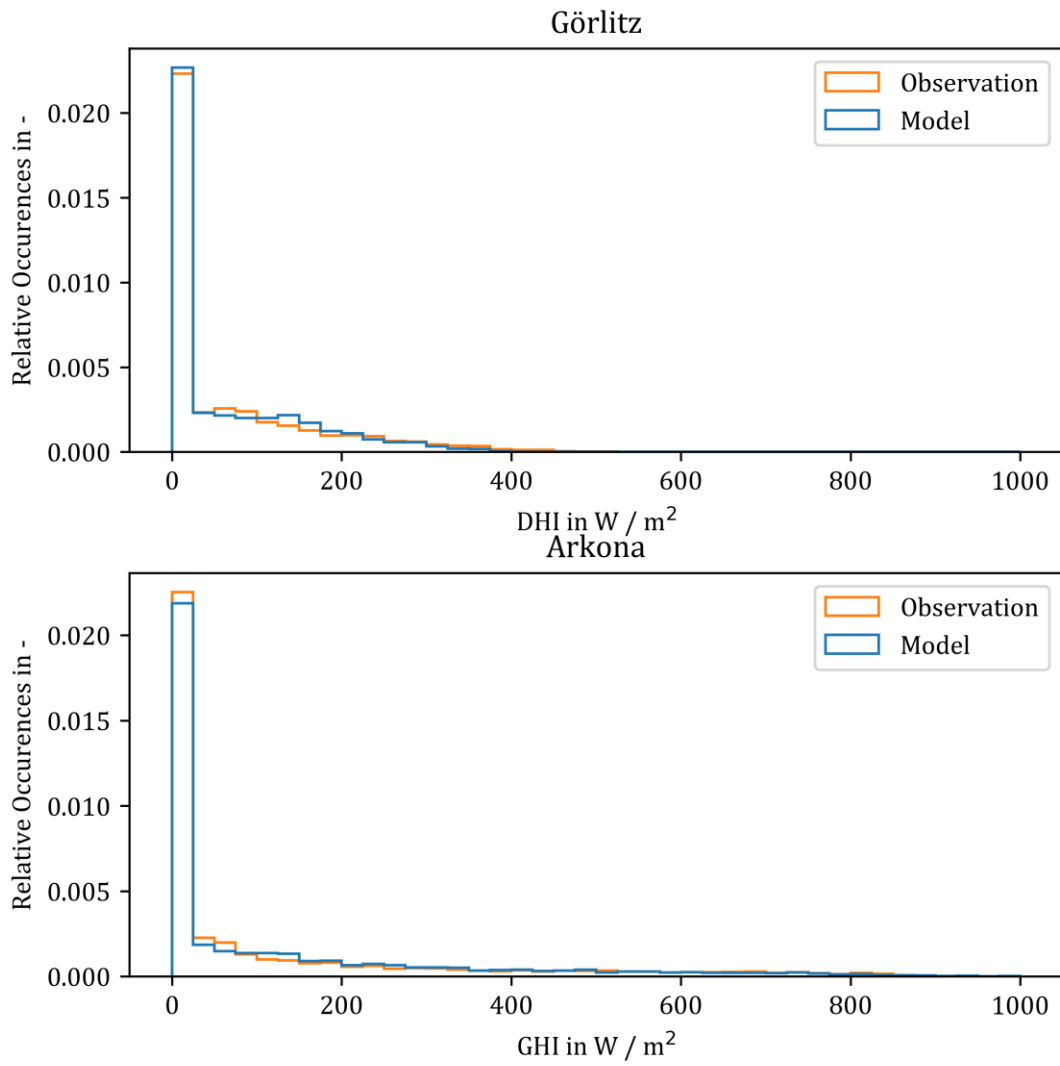 Görlitz
Observation
Model
Relative Occurences in -
0.020
0.015
0.010
0.005
0.000
0 200 400 600 800 1000
DHI in W / m²
Arkona
Observation
Model
Relative Occurences in -
0.020
0.015
0.010
0.005
0.000
0 200 400 600 800 1000
GHI in W / m²